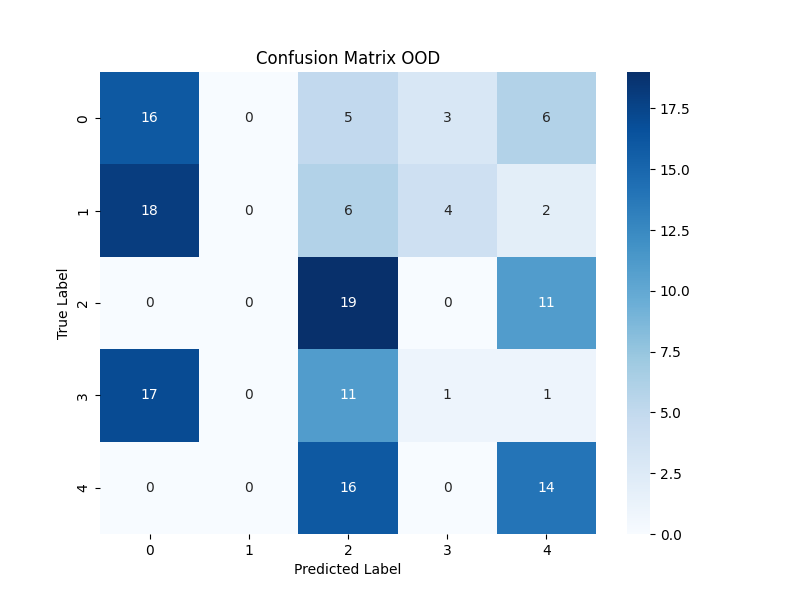 Confusion Matrix OOD
True Label
0 16 0 5 3 6
1 18 0 6 4 2
2 0 0 19 0 11
3 17 0 11 1 1
4 0 0 16 0 14
0 1 2 3 4
Predicted Label
17.5
15.0
12.5
10.0
7.5
5.0
2.5
0.0